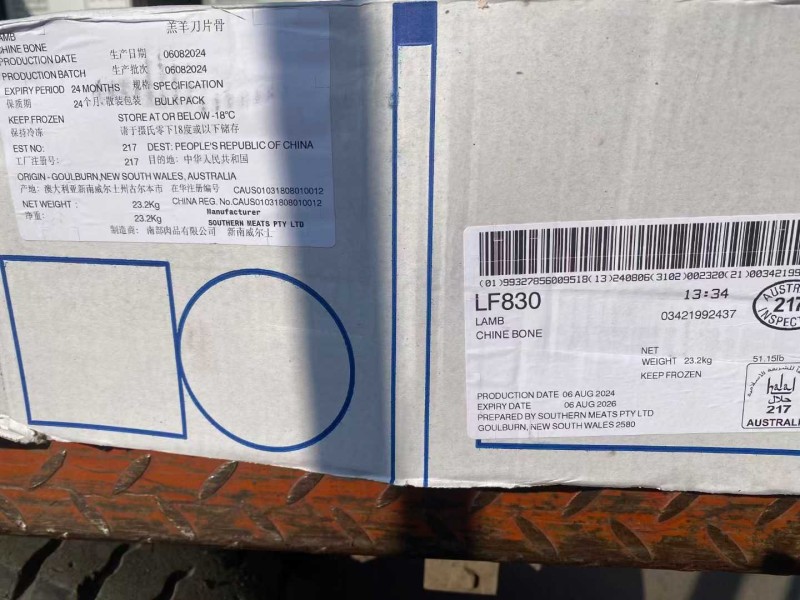 羔羊刀片骨
LAMB
CHINE BONE
PRODUCTION DATE 生产日期 06082024
PRODUCTION BATCH 生产批次 06082024
EXPIRY PERIOD 24 MONTHS 规格 SPECIFICATION
保质期 24个月, 散装包装 BULK PACK
KEEP FROZEN STORE AT OR BELOW -18°C
保持冷冻 请于摄氏零下18度或以下储存
EST NO: 217 DEST: PEOPLE'S REPUBLIC OF CHINA
工厂注册号: 217 目的地: 中华人民共和国
ORIGIN - GOULBURN, NEW SOUTH WALES, AUSTRALIA
产地: 澳大利亚新南威尔士州古尔本市 在华注册编号 CAUS01031808010012
NET WEIGHT : 23.2Kg CHINA REG. No. CAUS01031808010012
净重: 23.2Kg
Manufacturer
SOUTHERN MEATS PTY LTD
制造商: 南部肉品有限公司 新南威尔士
(01)99327856009518(13)240806(3102)002320(21)0034219
LF830 13:34
LAMB 03421992437
CHINE BONE
AUSTR
217
INSPEC
NET
WEIGHT 23.2kg 51.15lb
KEEP FROZEN
PRODUCTION DATE 06 AUG 2024
EXPIRY DATE 06 AUG 2026
PREPARED BY SOUTHERN MEATS PTY LTD
GOULBURN, NEW SOUTH WALES 2580
halal
حلال
217
AUSTRALI